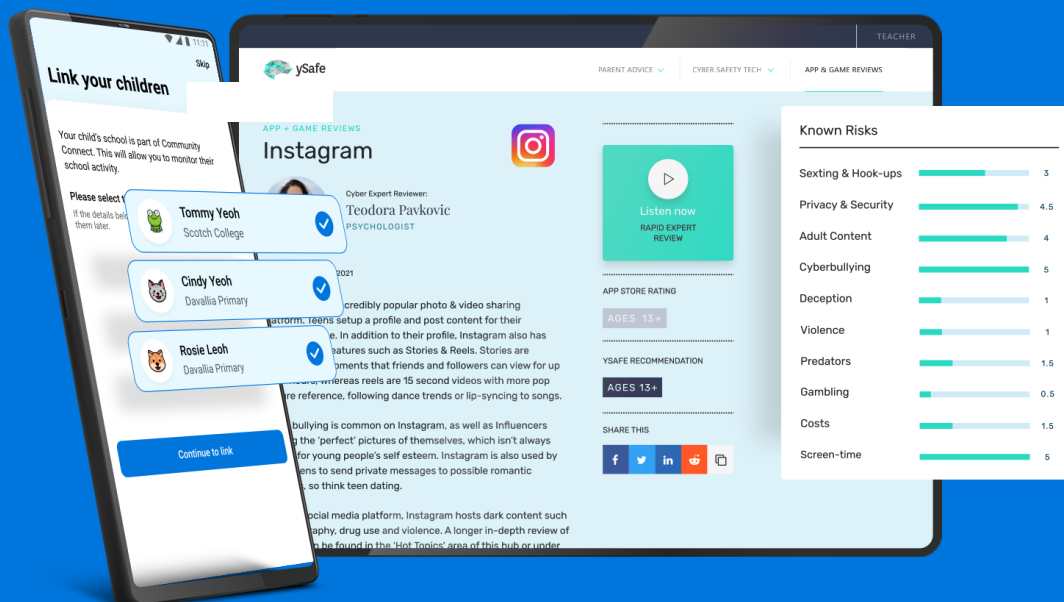 11:11
Skip
Link your children
Your child's school is part of Community
Connect. This will allow you to monitor their
school activity.
Please select
If the details
them later.
Tommy Yeoh
Scotch College
Cindy Yeoh
Davallia Primary
Rosie Leoh
Davallia Primary
Continue to link
TEACHER
ySafe
PARENT ADVICE
CYBER SAFETY TECH
APP & GAME REVIEWS
APP + GAME REVIEWS
Instagram
Cyber Expert Reviewer:
Teodora Pavkovic
PSYCHOLOGIST
2021
popular photo & video sharing
Teens setup a profile and post content for their
In addition to their profile, Instagram also has
such as Stories & Reels. Stories are
that friends and followers can view for up
whereas reels are 15 second videos with more pop
reference, following dance trends or lip-syncing to songs.
bullying is common on Instagram, as well as Influencers
the 'perfect' pictures of themselves, which isn't always
for young people's self esteem. Instagram is also used by
to send private messages to possible romantic
, so think teen dating.
media platform, Instagram hosts dark content such
drug use and violence. A longer in-depth review of
be found in the 'Hot Topics' area of this hub or under
Listen now
RAPID EXPERT
REVIEW
APP STORE RATING
AGES 13+
YSAFE RECOMMENDATION
AGES 13+
SHARE THIS
Known Risks
Sexting & Hook-ups 3
Privacy & Security 4.5
Adult Content 4
Cyberbullying 5
Deception 1
Violence 1
Predators 1.5
Gambling 0.5
Costs 1.5
Screen-time 5